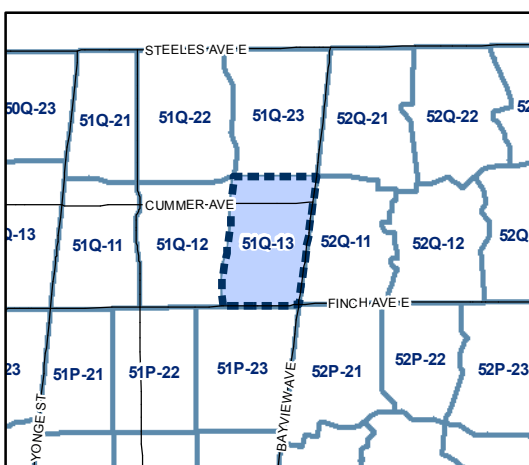 STEELES AVE E
50Q-23
51Q-21
51Q-22
51Q-23
52Q-21
52Q-22
52
CUMMER AVE
Q-13
51Q-11
51Q-12
51Q-13
52Q-11
52Q-12
52Q
FINCH AVE E
23
51P-21
51P-22
51P-23
52P-21
52P-22
52P-23
YONGE ST
BAYVIEW AVE